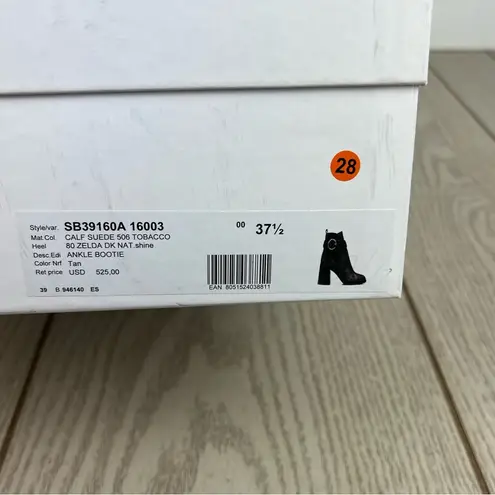 28
Style/var. SB39160A 16003
Mat.Col. CALF SUEDE 506 TOBACCO
Heel 80 ZELDA DK NAT.shine
Desc.Edi ANKLE BOOTIE
Color Nrf Tan
Ret price USD 525,00
39 B.946140 ES
00 37½
EAN 8051524036811